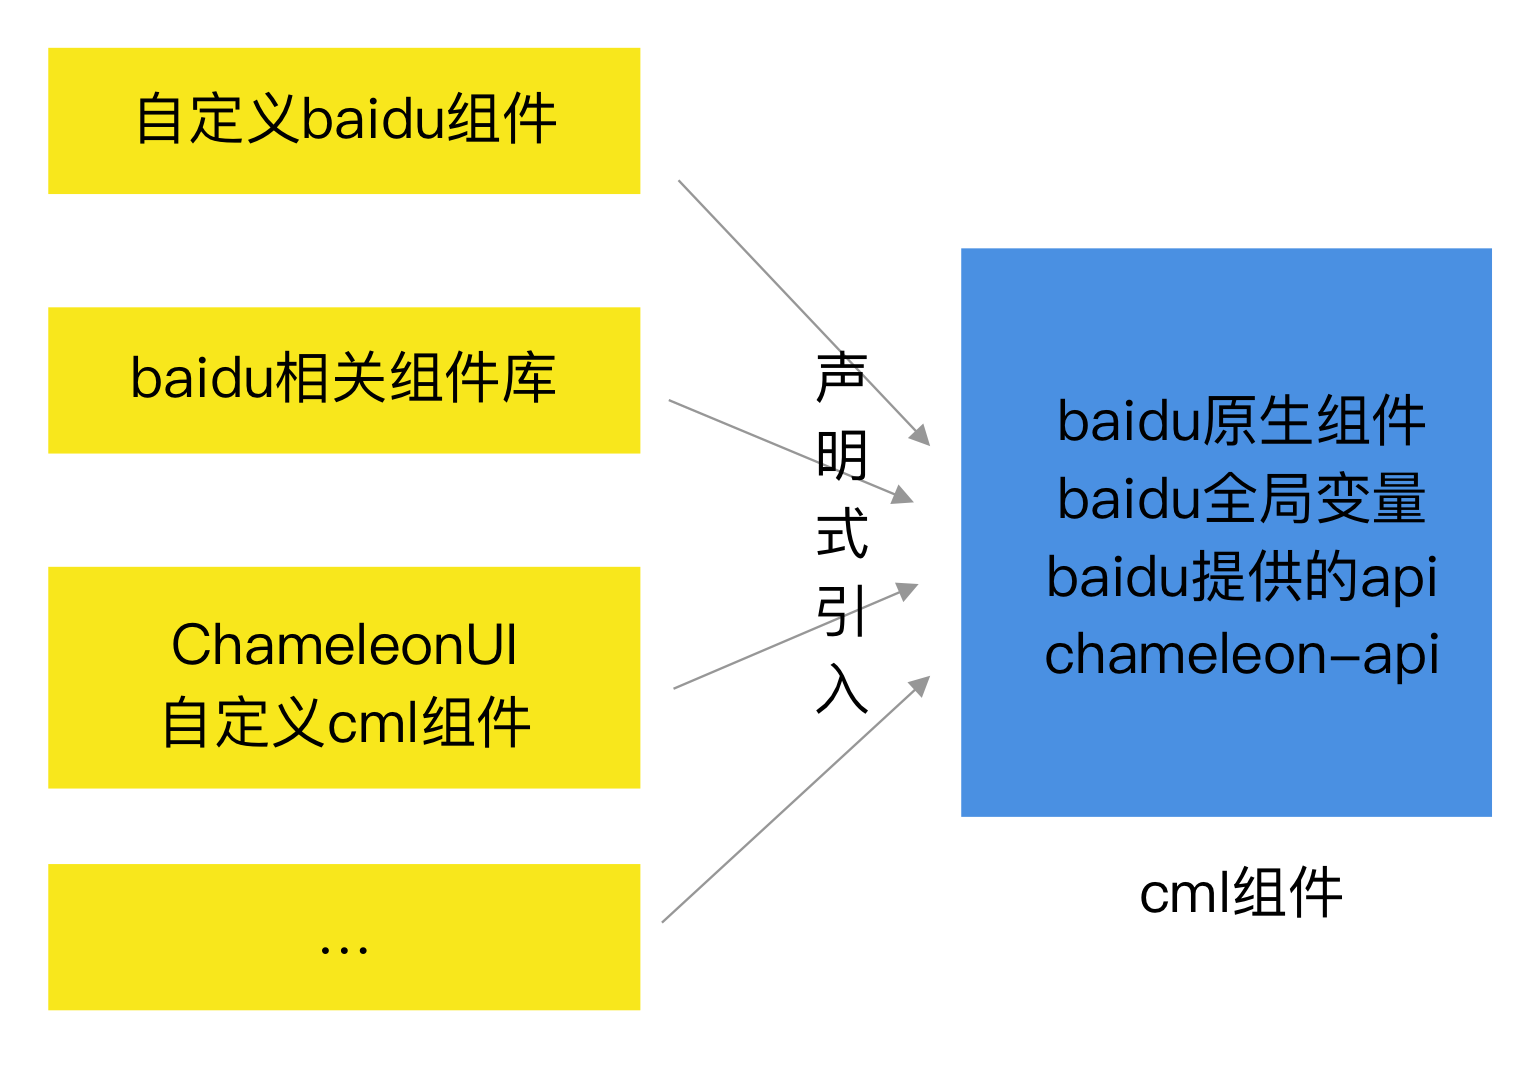 自定义baidu组件
baidu相关组件库
ChameleonUI
自定义cml组件
...
声
明
式
引
入
baidu原生组件
baidu全局变量
baidu提供的api
chameleon-api
cml组件